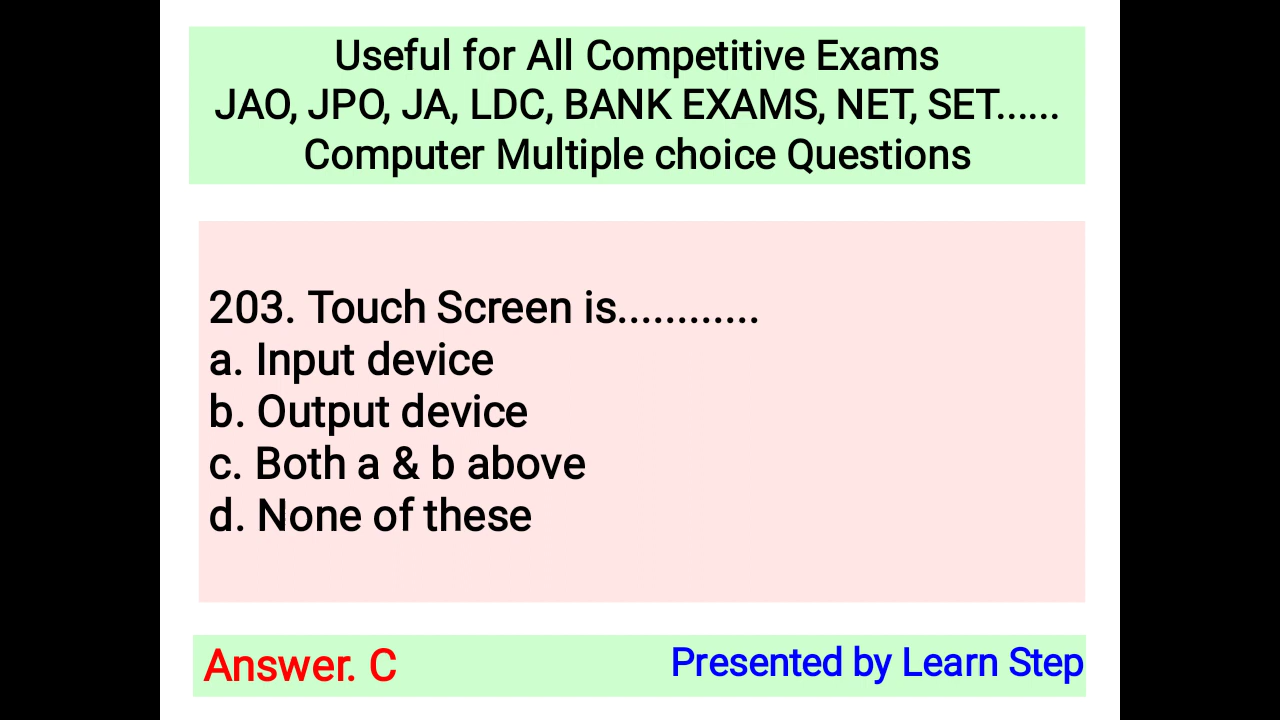 Useful for All Competitive Exams
JAO, JPO, JA, LDC, BANK EXAMS, NET, SET......
Computer Multiple choice Questions
203. Touch Screen is............
a. Input device
b. Output device
c. Both a & b above
d. None of these
Answer. C
Presented by Learn Step